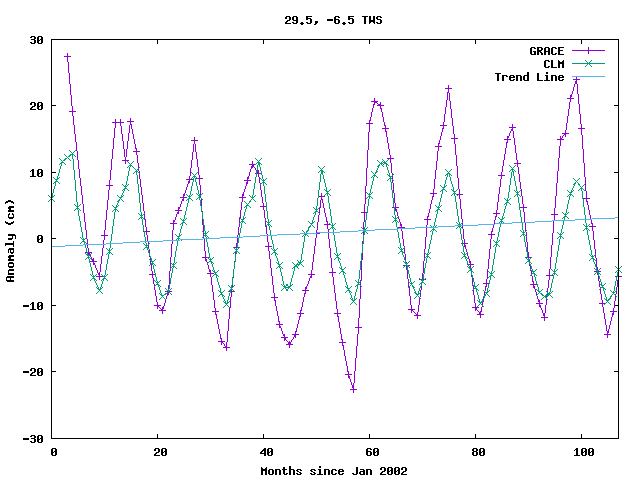 29.5, -6.5 TWS
GRACE
CLM
Trend Line
30
20
10
0
-10
-20
-30
Anomaly (cm)
0 20 40 60 80 100
Months since Jan 2002